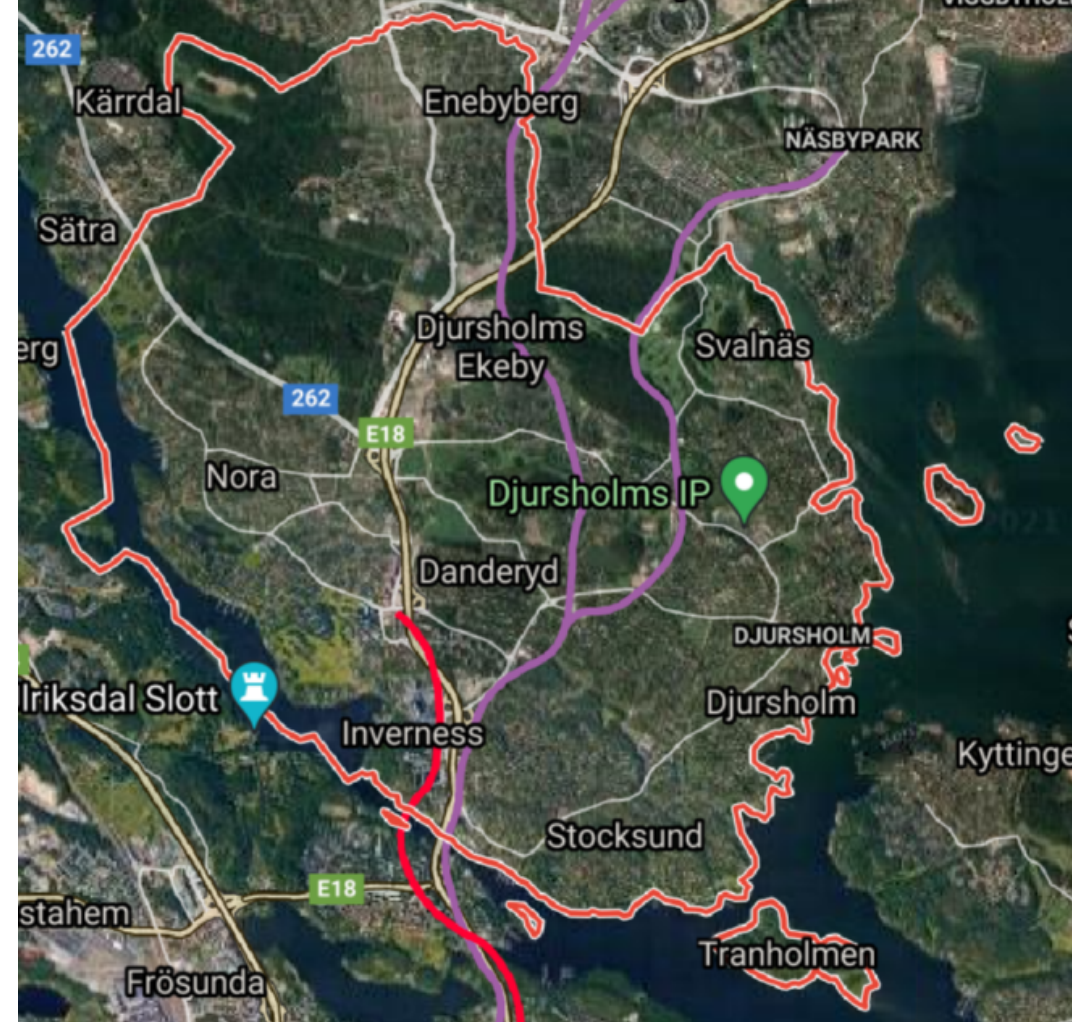 262
Kärrdal
Enebyberg
NÄSBYPARK
Sätra
erg
Djursholms
Ekeby
Svalnäs
262
E18
Nora
Djursholms IP
2021
Danderyd
DJURSHOLM
lriksdal Slott
Djursholm
Inverness
Kyttinge
Stocksund
E18
stahem
Tranholmen
Frösunda